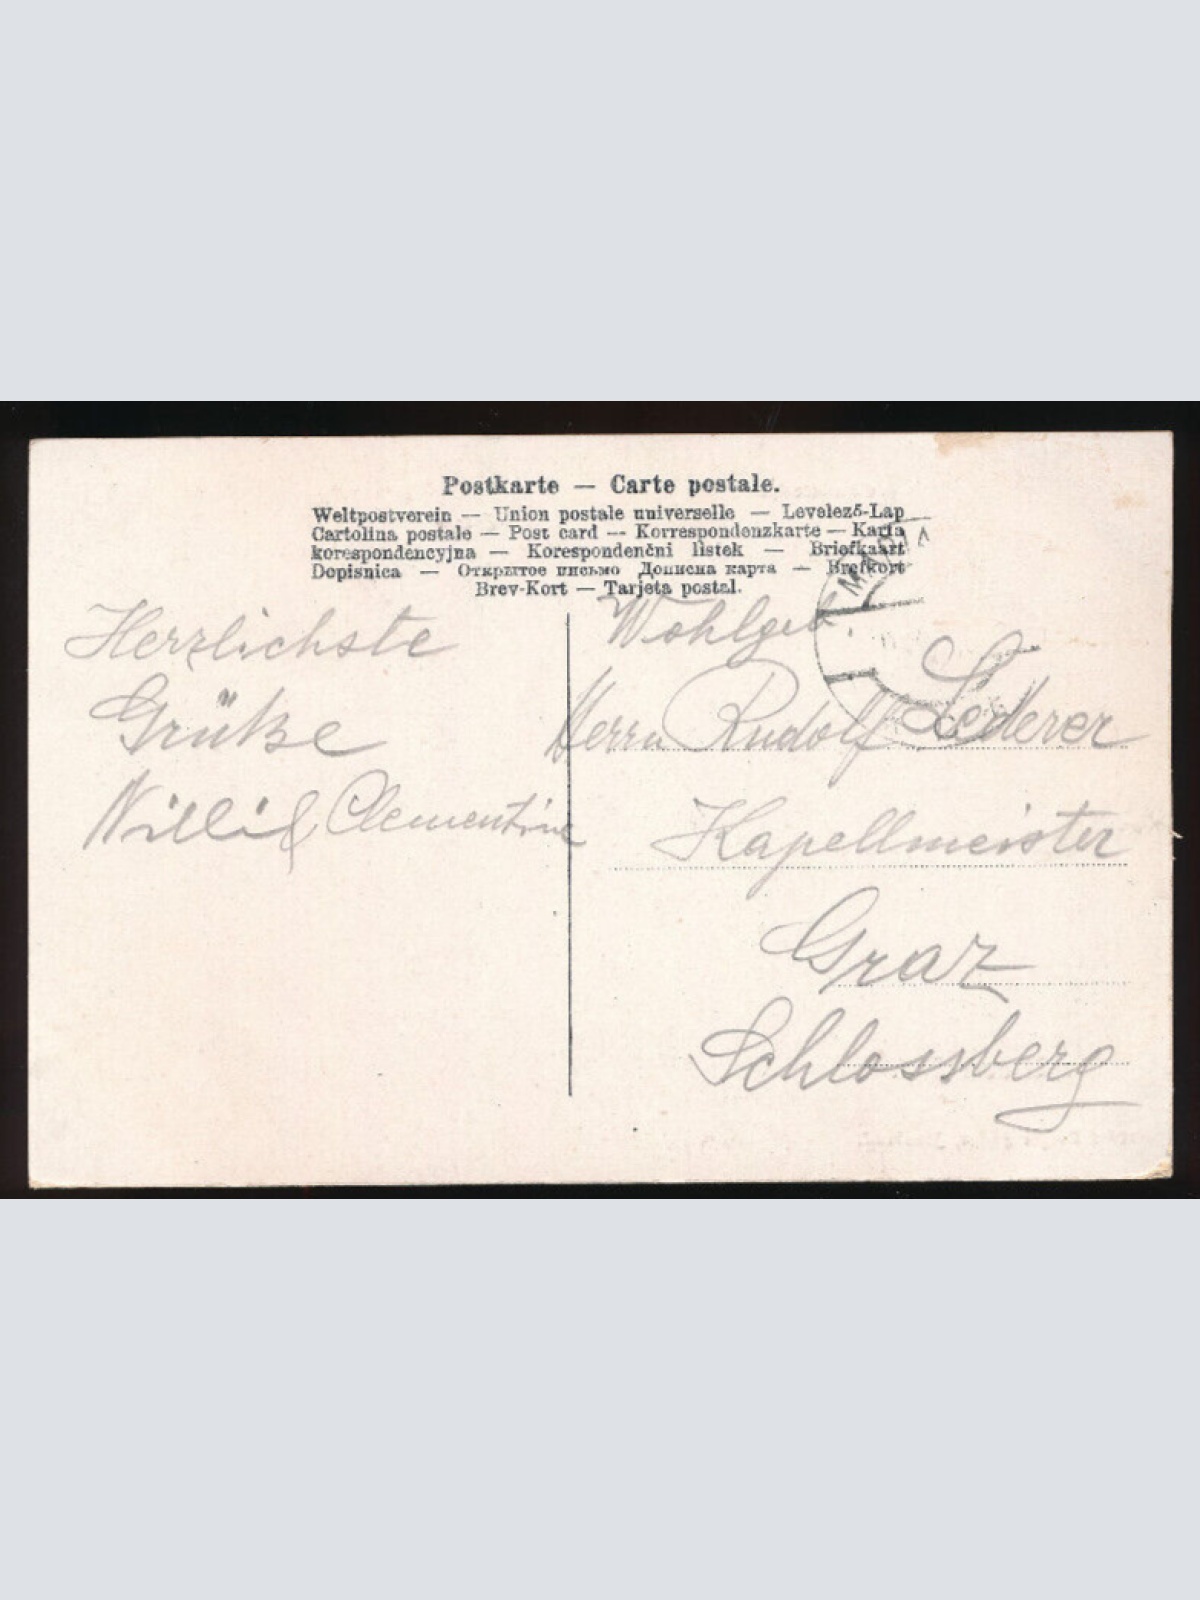 Postkarte — Carte postale.
Weltpostverein — Union postale universelle — Levelező-Lap
Cartolina postale — Post card — Korrespondenzkarte — Karta
korespondencyjna — Korespondenční lístek — Briefkaart
Dopisnica — Открытое письмо Дописна карта — Brefkort
Brev-Kort — Tarjeta postal.
Herzlichste
Grüße
Willi & Clementine
Wohlgeb.
Herrn Rudolf Lederer
Kapellmeister
Graz
Schlossberg